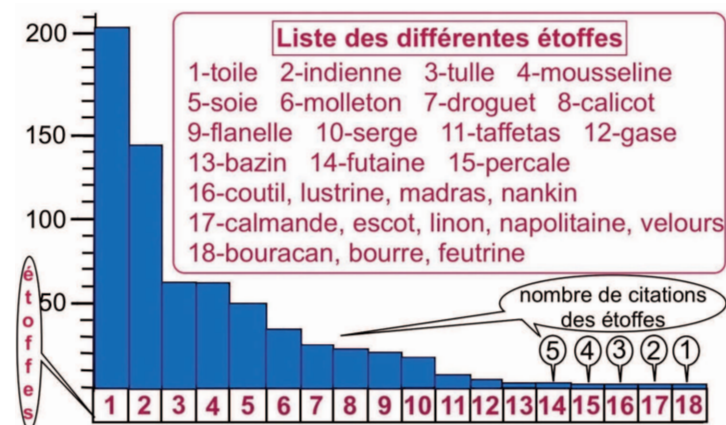 Liste des différentes étoffes
1-toile 2-indienne 3-tulle 4-mousseline
5-soie 6-molleton 7-droguet 8-calicot
9-flanelle 10-serge 11-taffetas 12-gase
13-bazin 14-futaine 15-percale
16-coutil, lustrine, madras, nankin
17-calmande, escot, linon, napolitaine, velours
18-bouracan, bourre, feutrine
200
150
100
50
étoffes
nombre de citations
des étoffes
5 4 3 2 1
1 2 3 4 5 6 7 8 9 10 11 12 13 14 15 16 17 18